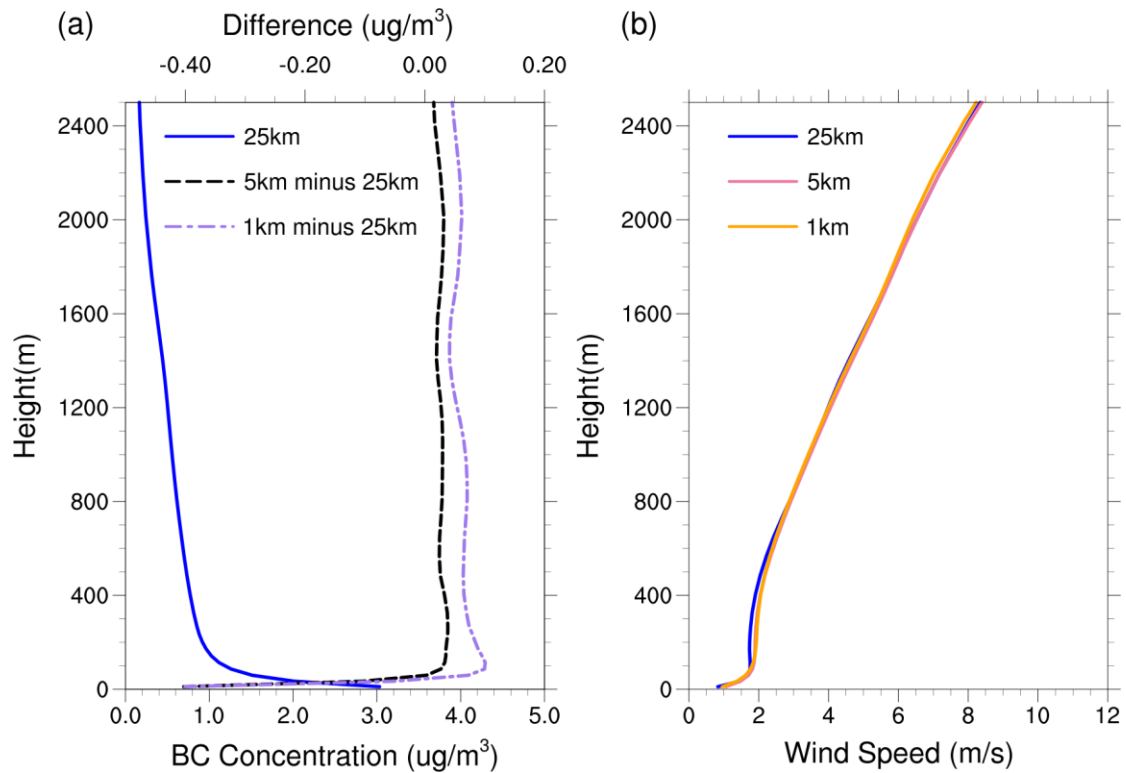 (a)
Difference (ug/m³)
-0.40 -0.20 0.00 0.20
2400
2000
1600
1200
800
400
0
Height(m)
25km
5km minus 25km
1km minus 25km
0.0 1.0 2.0 3.0 4.0 5.0
BC Concentration (ug/m³)
(b)
2400
2000
1600
1200
800
400
0
Height(m)
25km
5km
1km
0 2 4 6 8 10 12
Wind Speed (m/s)